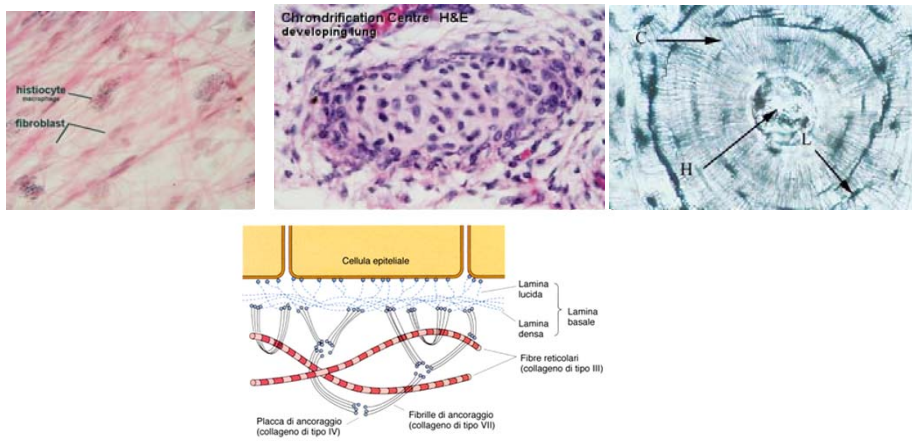 histiocyte
macrophage
fibroblast
Chrondrification Centre H&E
developing lung
C
H
L
Cellula epiteliale
Lamina
lucida
Lamina
densa
Lamina
basale
Fibre reticolari
(collageno di tipo III)
Placca di ancoraggio
(collageno di tipo IV)
Fibrille di ancoraggio
(collageno di tipo VII)